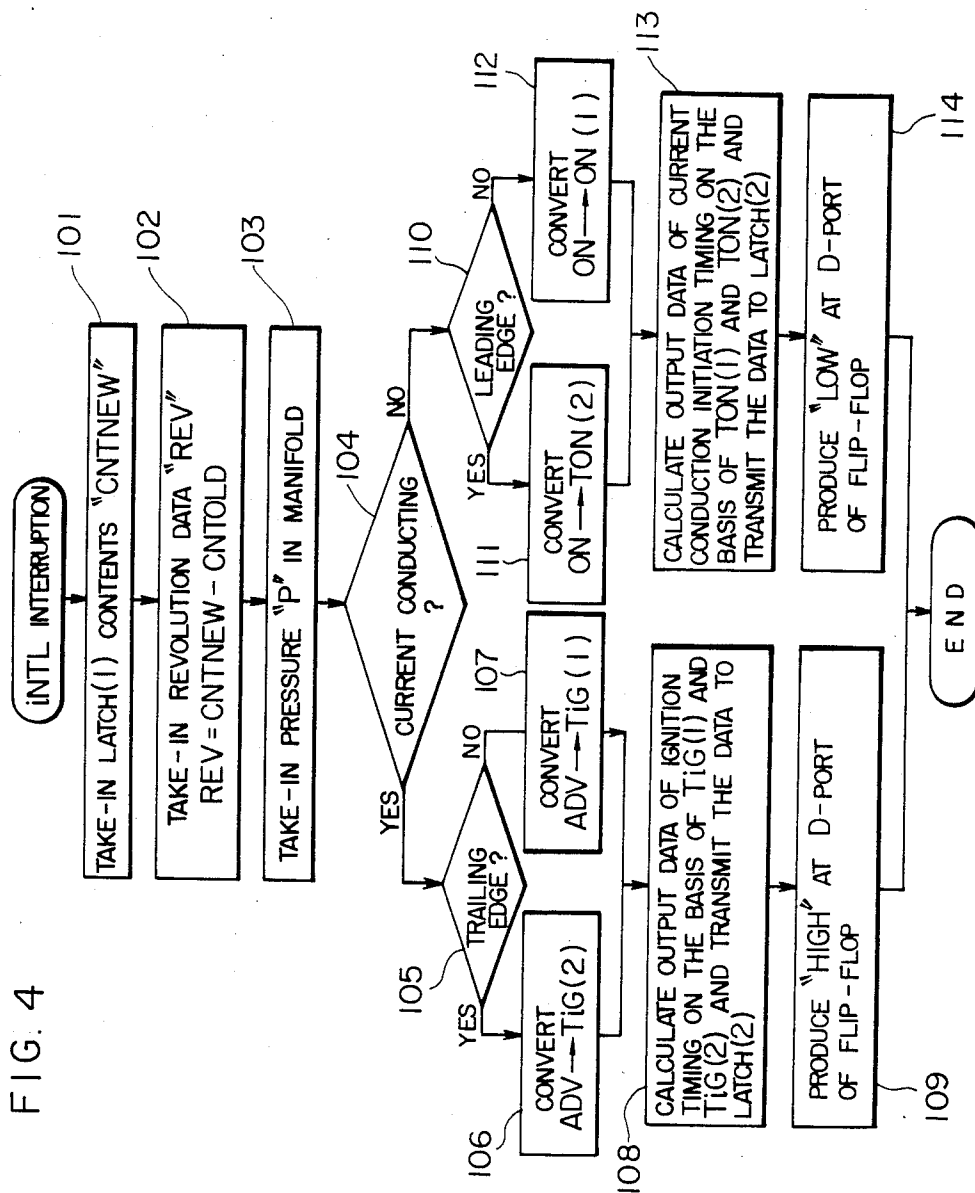 FIG. 4
iNTL INTERRUPTION
TAKE-IN LATCH(1) CONTENTS "CNTNEW"
101
TAKE-IN REVOLUTION DATA "REV"
REV = CNTNEW - CNTOLD
102
TAKE-IN PRESSURE "P" IN MANIFOLD
103
CURRENT CONDUCTING
?
104
YES
NO
TRAILING
EDGE?
105
YES
NO
CONVERT
ADV→TiG(2)
106
CONVERT
ADV→TiG(1)
107
CALCULATE OUTPUT DATA OF IGNITION
TIMING ON THE BASIS OF TiG(1) AND
TiG(2) AND TRANSMIT THE DATA TO
LATCH(2)
108
PRODUCE "HIGH" AT D-PORT
OF FLIP-FLOP
109
LEADING
EDGE?
110
YES
NO
CONVERT
ON→TON(2)
111
CONVERT
ON→ON(1)
112
CALCULATE OUTPUT DATA OF CURRENT
CONDUCTION INITIATION TIMING ON THE
BASIS OF TON(1) AND TON(2) AND
TRANSMIT THE DATA TO LATCH(2)
113
PRODUCE "LOW" AT D-PORT
OF FLIP-FLOP
114
END